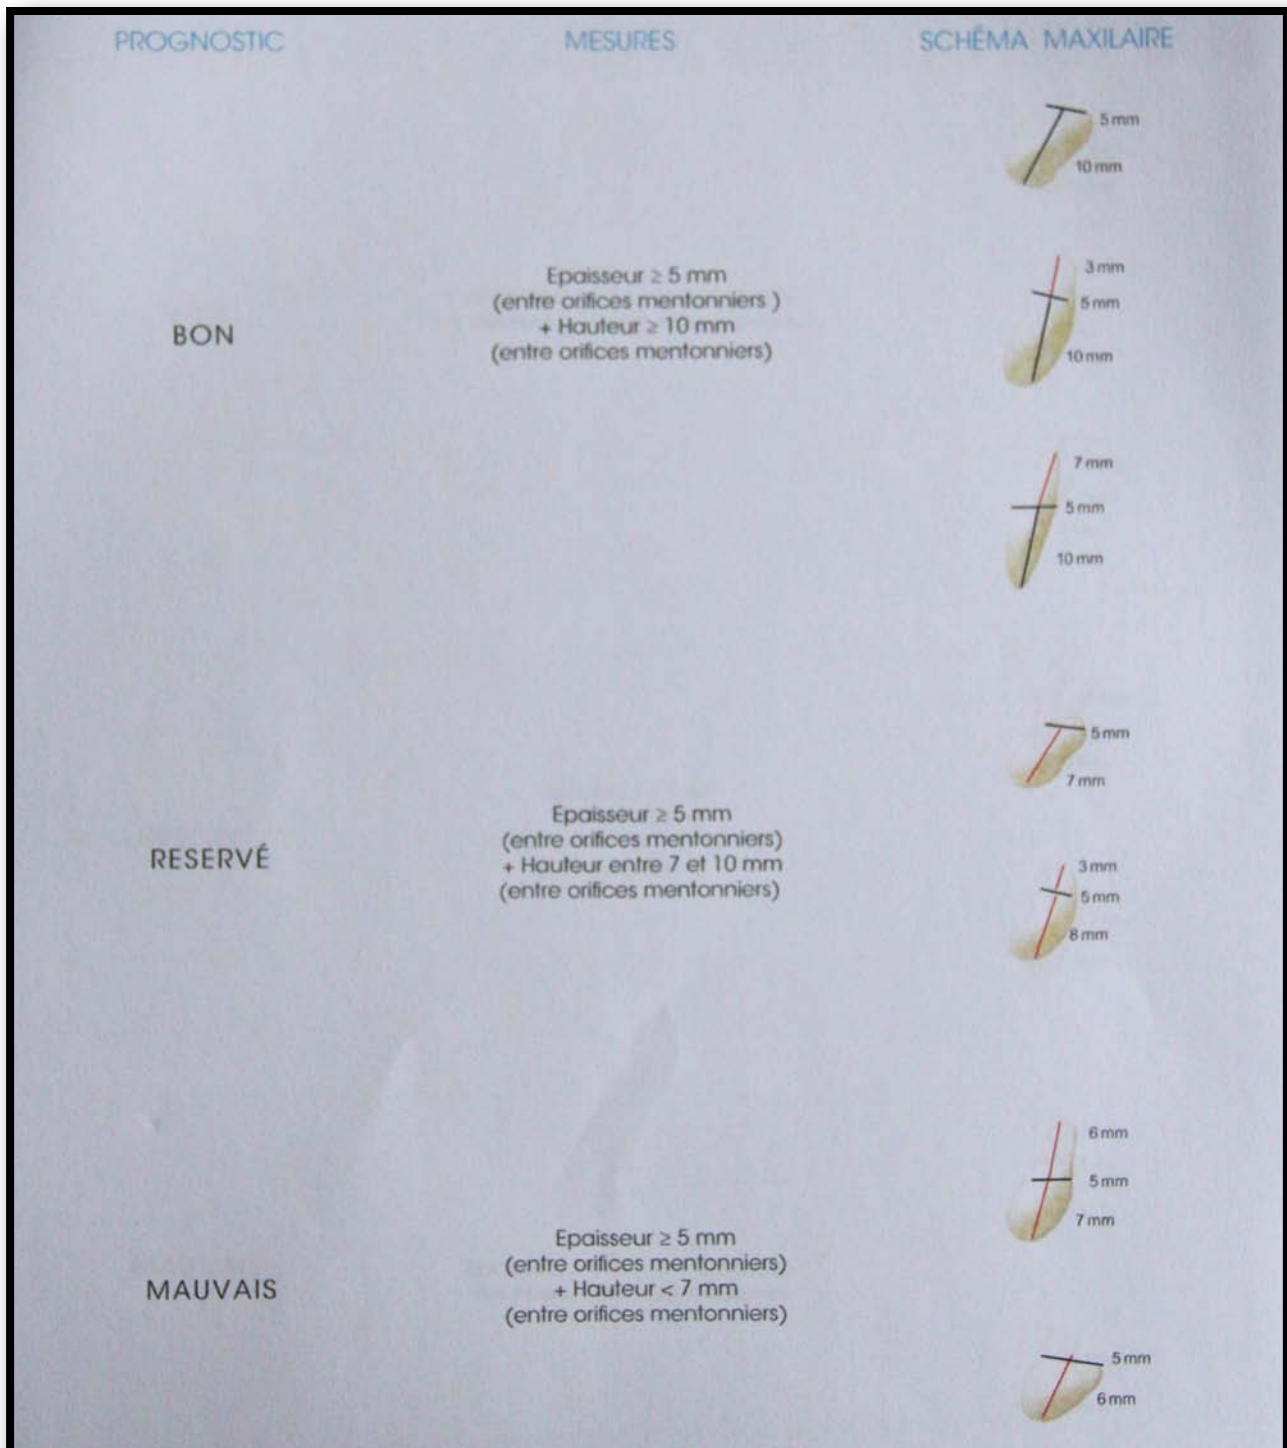 PROGNOSTIC MESURES SCHÉMA MAXILAIRE
5 mm
10 mm
Epaisseur ≥ 5 mm
(entre orifices mentonniers )
+ Hauteur ≥ 10 mm
(entre orifices mentonniers)
BON
3 mm
5 mm
10 mm
7 mm
5 mm
10 mm
5 mm
7 mm
Epaisseur ≥ 5 mm
(entre orifices mentonniers)
+ Hauteur entre 7 et 10 mm
(entre orifices mentonniers)
RESERVÉ
3 mm
5 mm
8 mm
6 mm
5 mm
7 mm
Epaisseur ≥ 5 mm
(entre orifices mentonniers)
+ Hauteur < 7 mm
(entre orifices mentonniers)
MAUVAIS
5 mm
6 mm